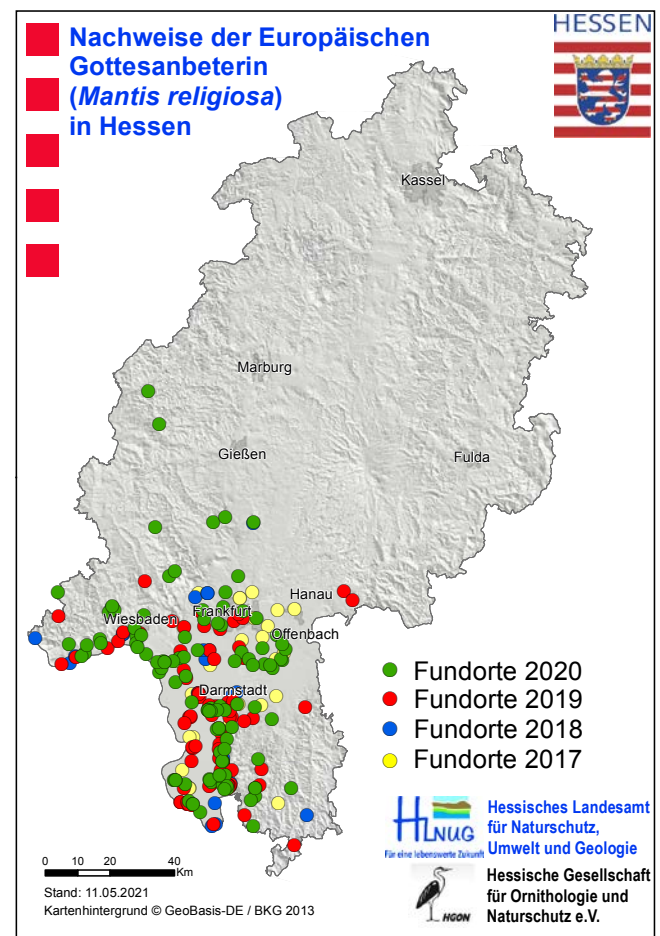 Nachweise der Europäischen
Gottesanbeterin
(Mantis religiosa)
in Hessen
HESSEN
Kassel
Marburg
Gießen
Fulda
Hanau
Wiesbaden
Frankfurt
Offenbach
Darmstadt
Fundorte 2020
Fundorte 2019
Fundorte 2018
Fundorte 2017
HLNUG
Für eine lebenswerte Zukunft
Hessisches Landesamt
für Naturschutz,
Umwelt und Geologie
HGON
Hessische Gesellschaft
für Ornithologie und
Naturschutz e.V.
0 10 20 40
Km
Stand: 11.05.2021
Kartenhintergrund © GeoBasis-DE / BKG 2013